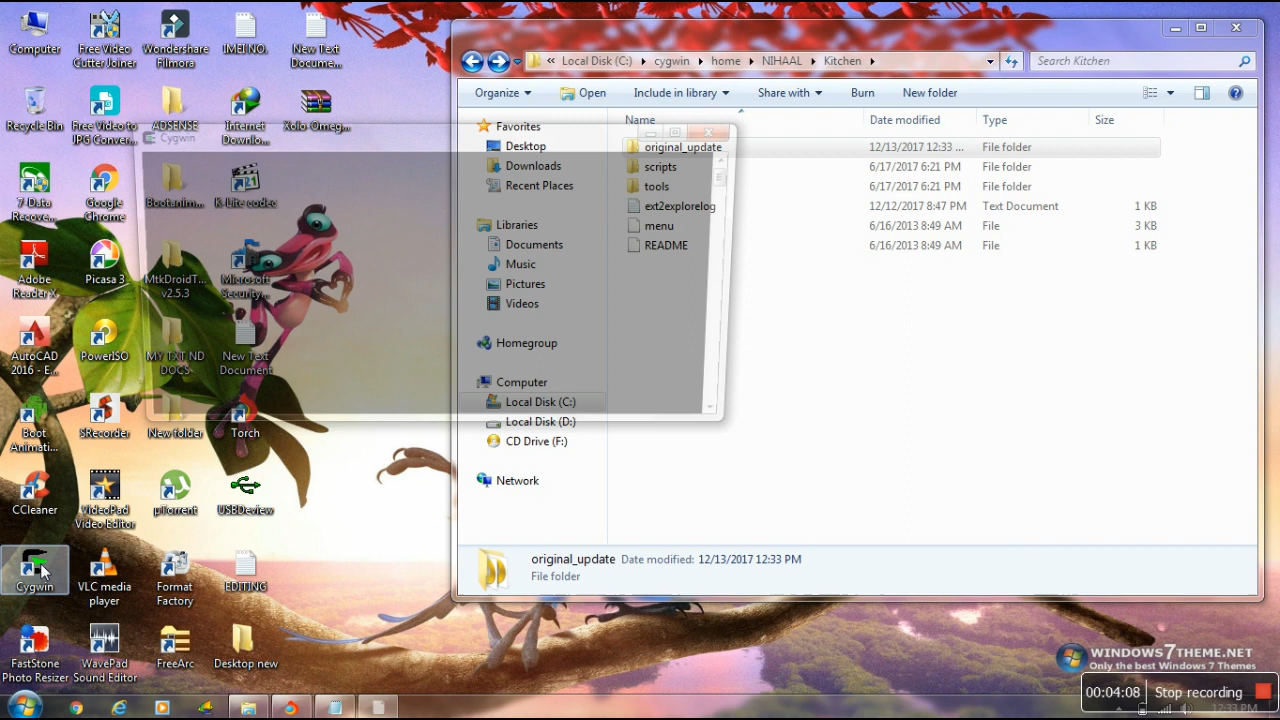 Computer
Free Video Cutter Joiner
Wondershare Filmora
IMEI NO.
New Text Docume...
Recycle Bin
Free Video to JPG Conver...
ADSENSE
Internet Downlo...
Xolo Omeg...
7-Data Recove...
Google Chrome
Bootanim...
K-Lite codec
Adobe Reader X
Picasa 3
MtkDroidT... v2.5.3
Microsoft Security...
AutoCAD 2016 - E...
PowerISO
MY TXT ND DOCS
New Text Document
Boot Animati...
SRecorder
New folder
Torch
CCleaner
VideoPad Video Editor
µTorrent
USBDeview
Cygwin
VLC media player
Format Factory
EDITING
FastStone Photo Resizer
WavePad Sound Editor
FreeArc
Desktop new
Cygwin
« Local Disk (C:) cygwin home NIHAAL Kitchen
Search Kitchen
Organize Open Include in library Share with Burn New folder
Favorites
Desktop
Downloads
Recent Places
Libraries
Documents
Music
Pictures
Videos
Homegroup
Computer
Local Disk (C:)
Local Disk (D:)
CD Drive (F:)
Network
Name Date modified Type Size
original_update 12/13/2017 12:33 ... File folder
scripts 6/17/2017 6:21 PM File folder
tools 6/17/2017 6:21 PM File folder
ext2explorelog 12/12/2017 8:47 PM Text Document 1 KB
menu 6/16/2013 8:49 AM File 3 KB
README 6/16/2013 8:49 AM File 1 KB
original_update Date modified: 12/13/2017 12:33 PM
File folder
WINDOWS7THEME.NET
Only the best Windows 7 Themes
00:04:08 Stop recording
12:33 PM